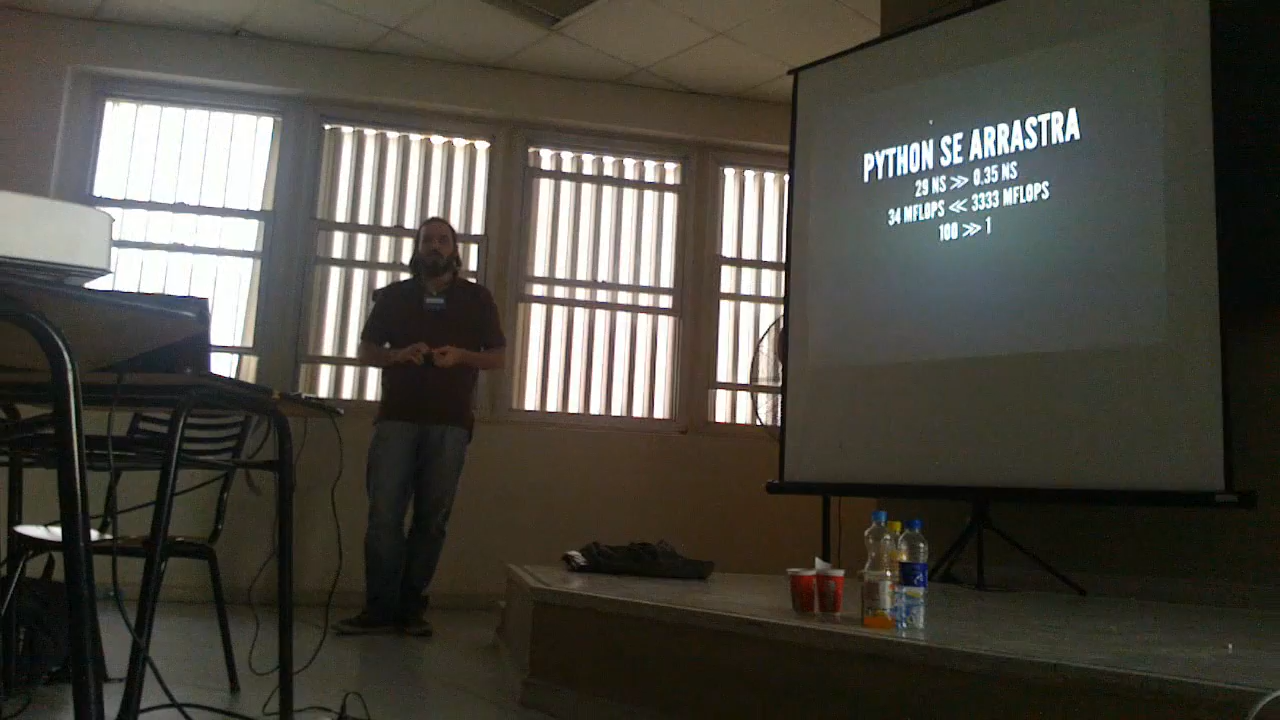 PYTHON SE ARRASTRA
29 NS ≫ 0.35 NS
34 MFLOPS ≪ 3333 MFLOPS
100 ≫ 1